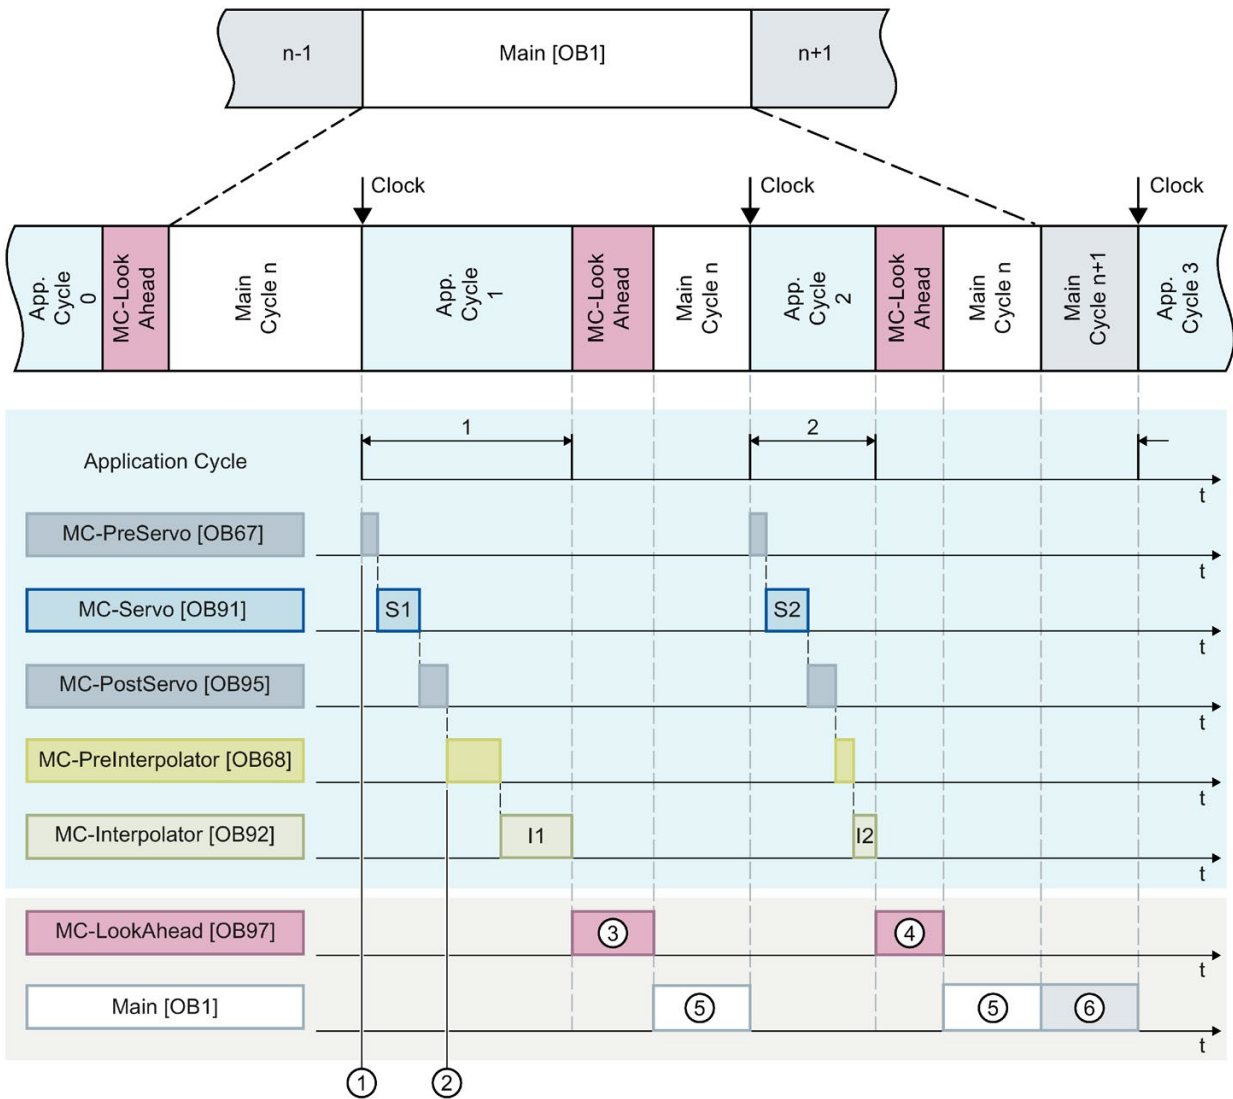 n-1
Main [OB1]
n+1
Clock
Clock
Clock
App.
Cycle
0
MC-Look
Ahead
Main
Cycle n
App.
Cycle
1
MC-Look
Ahead
Main
Cycle n
App.
Cycle
2
MC-Look
Ahead
Main
Cycle n
Main
Cycle n+1
App.
Cycle 3
1
2
Application Cycle
t
MC-PreServo [OB67]
t
MC-Servo [OB91]
S1
S2
t
MC-PostServo [OB95]
t
MC-PreInterpolator [OB68]
t
MC-Interpolator [OB92]
I1
I2
t
MC-LookAhead [OB97]
3
4
t
Main [OB1]
5
5
6
t
1
2